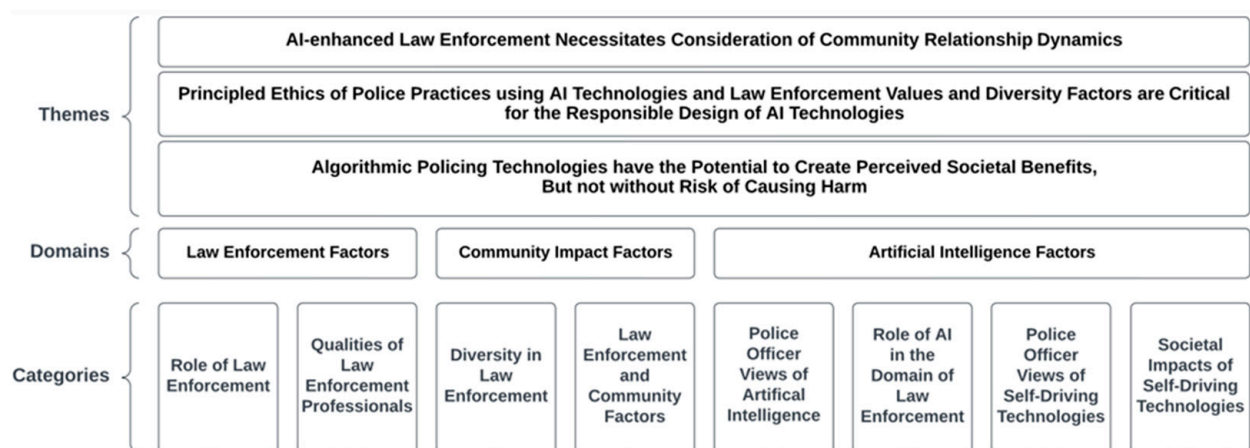 Themes
AI-enhanced Law Enforcement Necessitates Consideration of Community Relationship Dynamics
Principled Ethics of Police Practices using AI Technologies and Law Enforcement Values and Diversity Factors are Critical
for the Responsible Design of AI Technologies
Algorithmic Policing Technologies have the Potential to Create Perceived Societal Benefits,
But not without Risk of Causing Harm
Domains
Law Enforcement Factors
Community Impact Factors
Artificial Intelligence Factors
Categories
Role of Law
Enforcement
Qualities of
Law
Enforcement
Professionals
Diversity in
Law
Enforcement
Law
Enforcement
and
Community
Factors
Police
Officer
Views of
Artifical
Intelligence
Role of AI
in the
Domain of
Law
Enforcement
Police
Officer
Views of
Self-Driving
Technologies
Societal
Impacts of
Self-Driving
Technologies